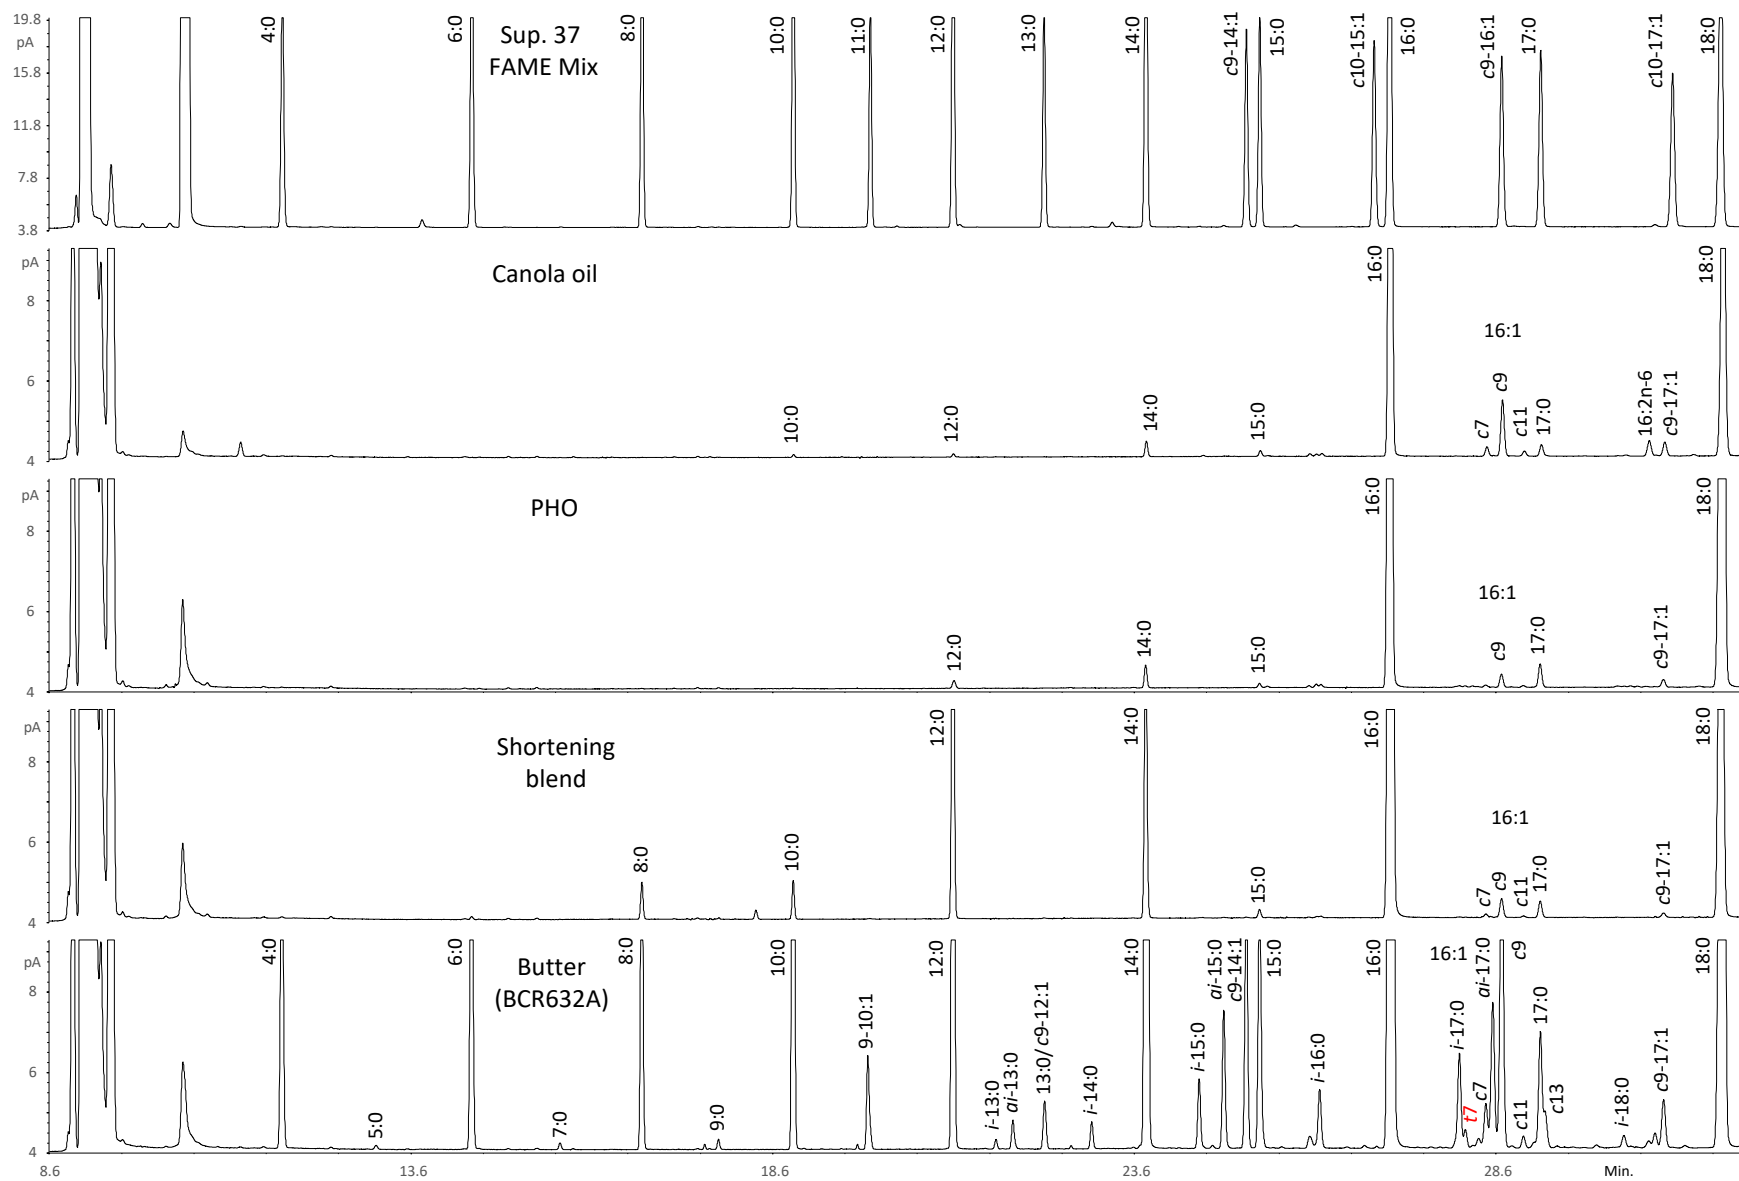 19.8
pA
15.8
11.8
7.8
3.8
4:0
6:0
8:0
Sup. 37
FAME Mix
10:0
11:0
12:0
13:0
14:0
c9-14:1
15:0
c10-15:1
16:0
c9-16:1
17:0
c10-17:1
18:0
pA
8
6
4
Canola oil
10:0
12:0
14:0
15:0
16:0
16:1
c7
c9
c11
17:0
16:2n-6
c9-17:1
18:0
pA
8
6
4
PHO
12:0
14:0
15:0
16:0
16:1
c9
17:0
c9-17:1
18:0
pA
8
6
4
Shortening
blend
8:0
10:0
12:0
14:0
15:0
16:0
16:1
c7
c9
c11
17:0
c9-17:1
18:0
pA
8
6
4
Butter
(BCR632A)
4:0
5:0
6:0
7:0
8:0
9:0
10:0
9-10:1
12:0
i-13:0
ai-13:0
13:0/c9-12:1
i-14:0
14:0
i-15:0
ai-15:0
c9-14:1
15:0
i-16:0
16:0
16:1
i-17:0
t7
c7
ai-17:0
c9
c11
17:0
c13
i-18:0
c9-17:1
18:0
8.6
13.6
18.6
23.6
28.6
Min.